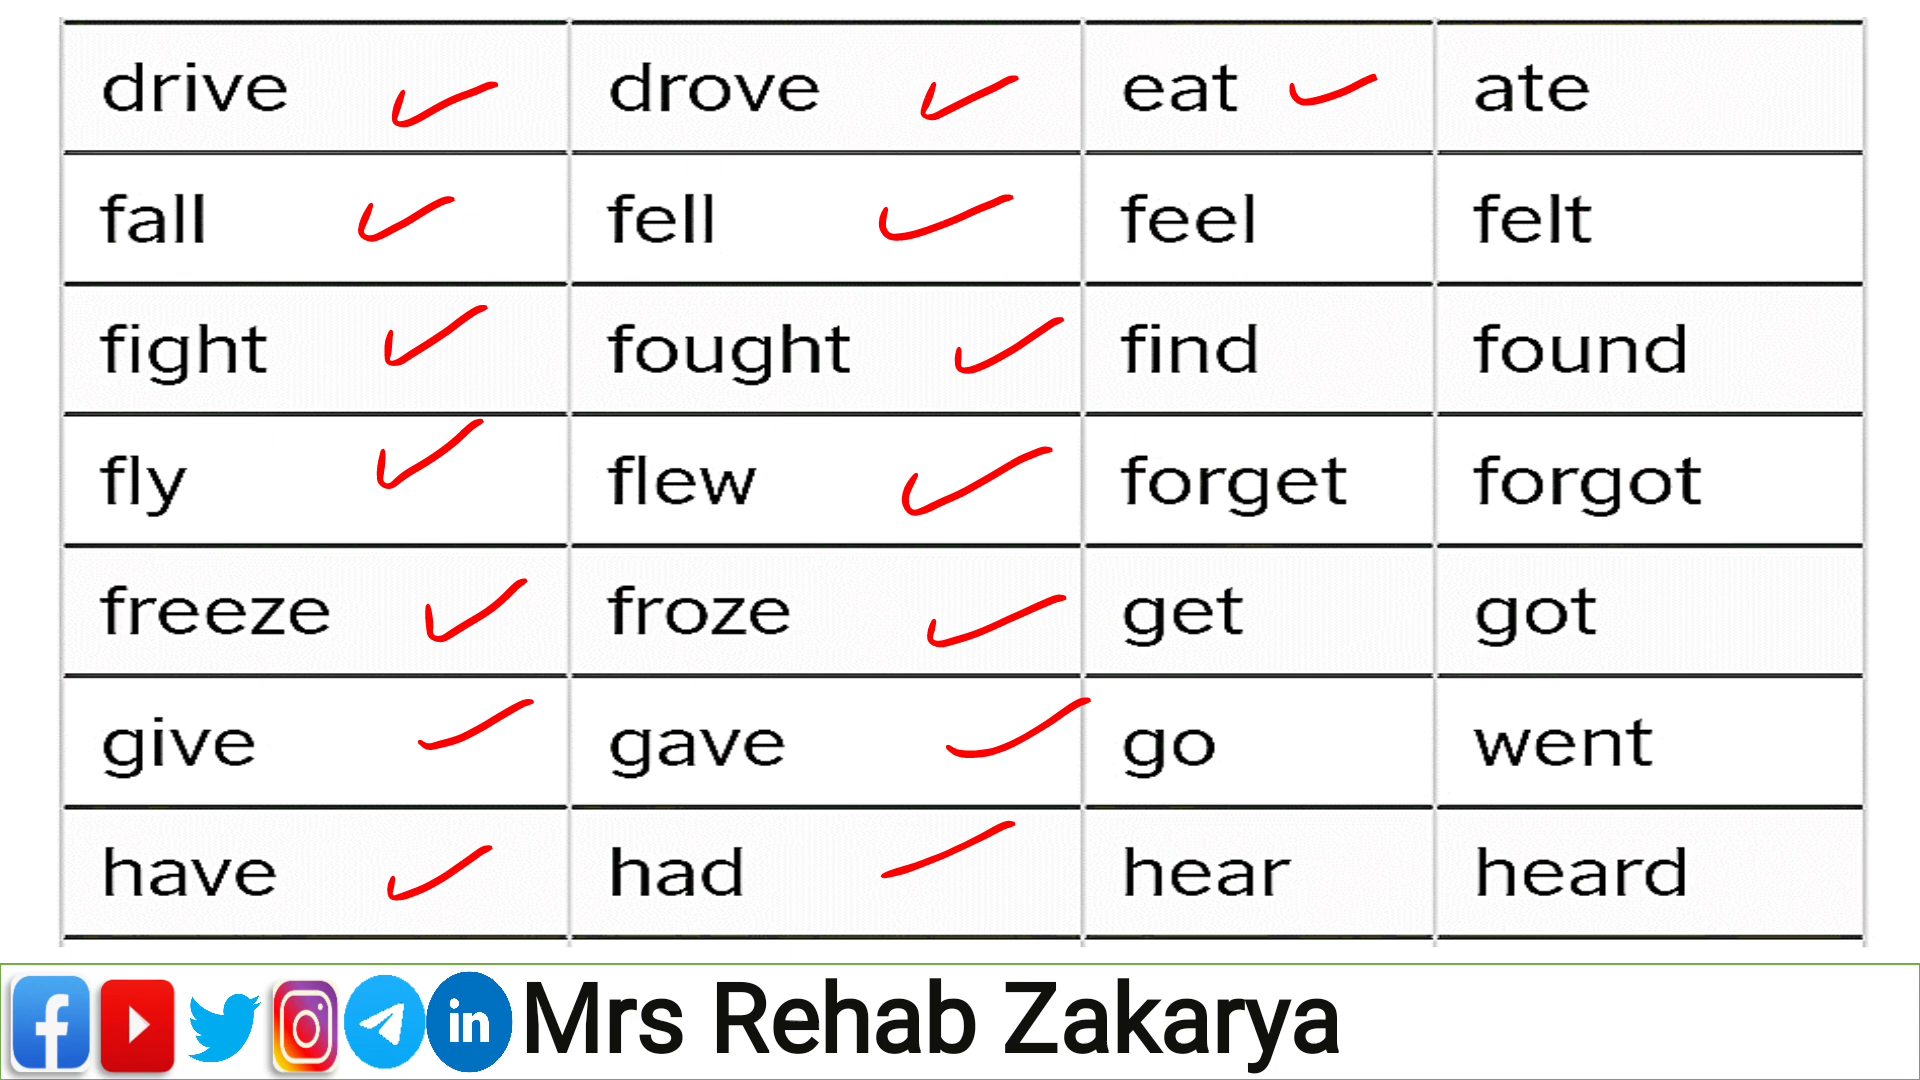 drive drove eat ate
fall fell feel felt
fight fought find found
fly flew forget forgot
freeze froze get got
give gave go went
have had hear heard
f in Mrs Rehab Zakarya